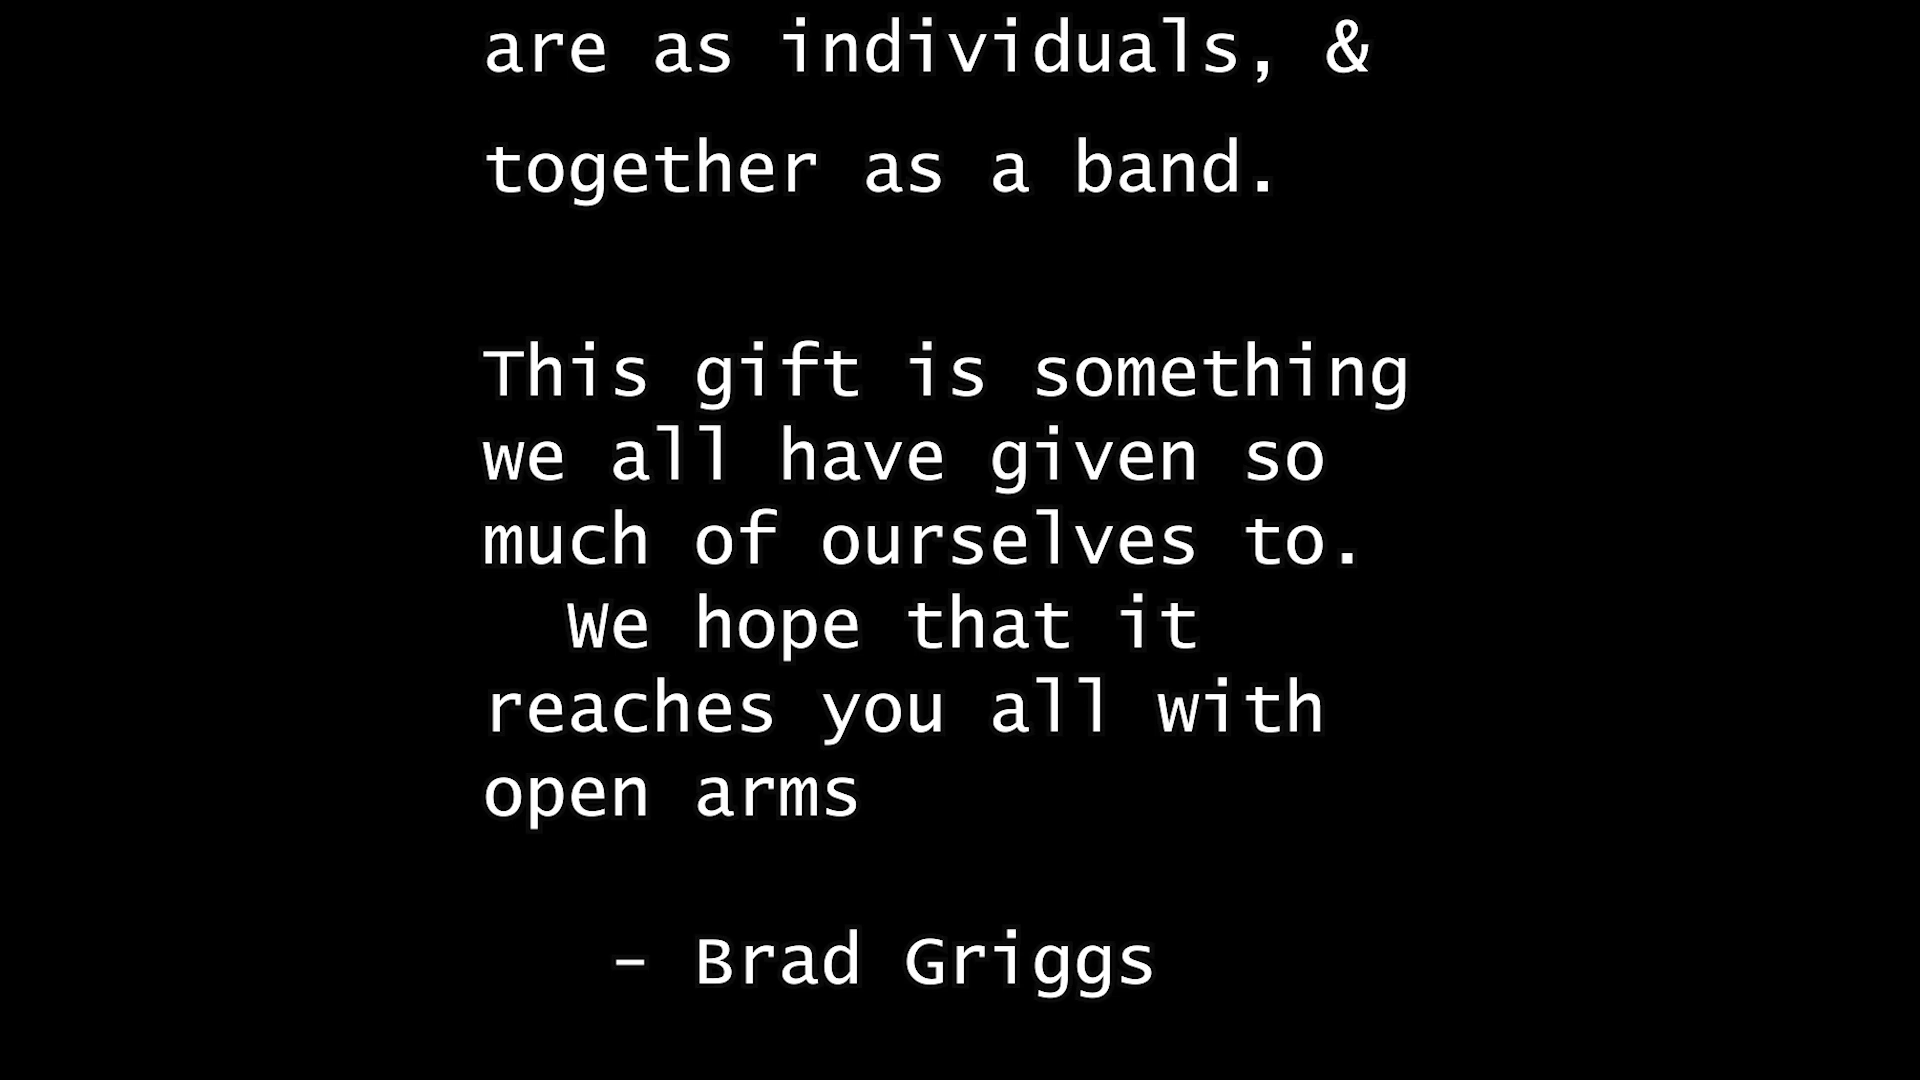 are as individuals, &
together as a band.
This gift is something
we all have given so
much of ourselves to.
We hope that it
reaches you all with
open arms
- Brad Griggs